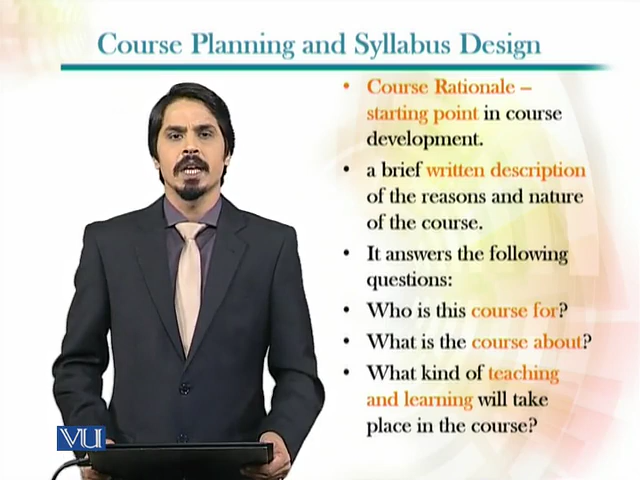 Course Planning and Syllabus Design
• Course Rationale –
starting point in course
development.
• a brief written description
of the reasons and nature
of the course.
• It answers the following
questions:
• Who is this course for?
• What is the course about?
• What kind of teaching
and learning will take
place in the course?
VU